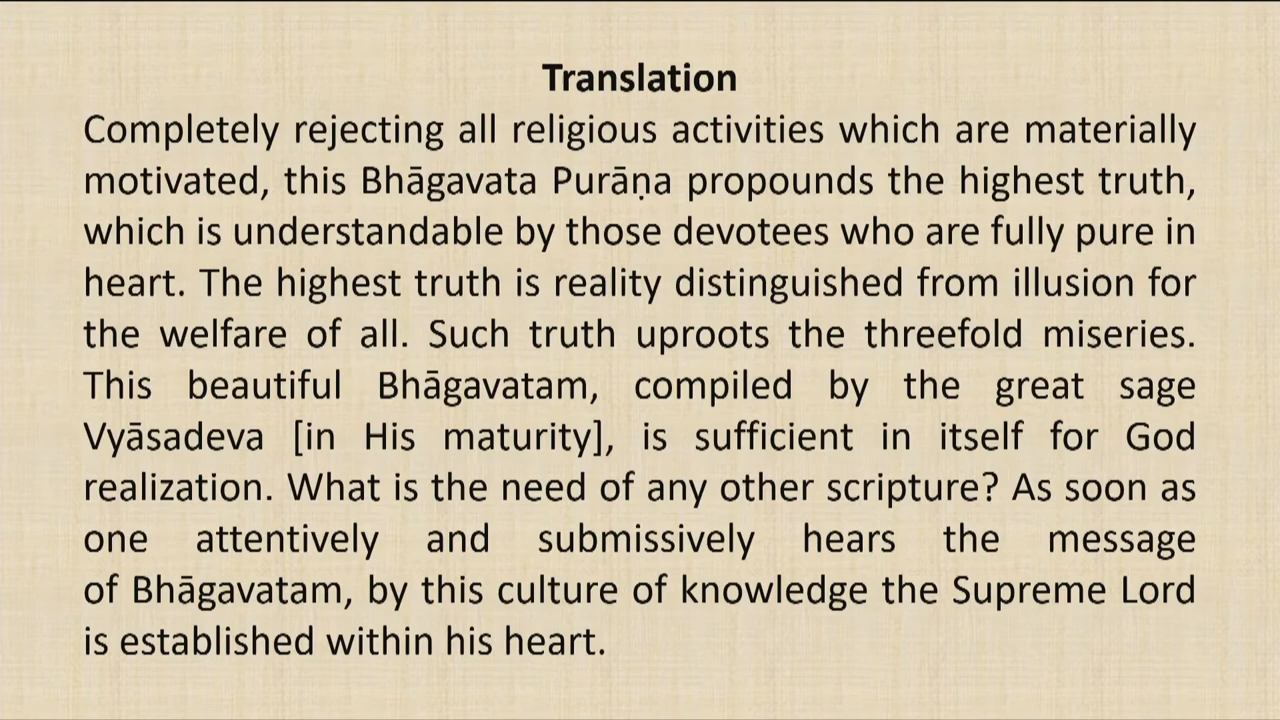 Translation
Completely rejecting all religious activities which are materially
motivated, this Bhāgavata Purāṇa propounds the highest truth,
which is understandable by those devotees who are fully pure in
heart. The highest truth is reality distinguished from illusion for
the welfare of all. Such truth uproots the threefold miseries.
This beautiful Bhāgavatam, compiled by the great sage
Vyāsadeva [in His maturity], is sufficient in itself for God
realization. What is the need of any other scripture? As soon as
one attentively and submissively hears the message
of Bhāgavatam, by this culture of knowledge the Supreme Lord
is established within his heart.